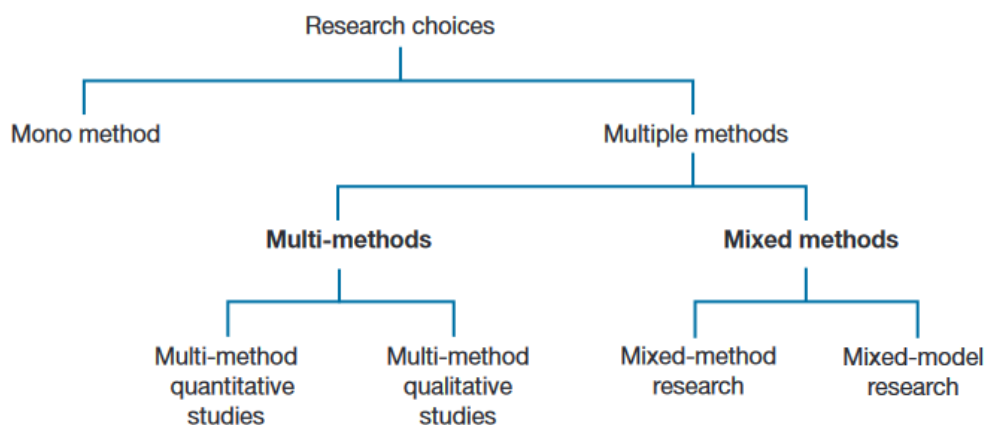 Research choices
Mono method
Multiple methods
Multi-methods
Mixed methods
Multi-method
quantitative
studies
Multi-method
qualitative
studies
Mixed-method
research
Mixed-model
research